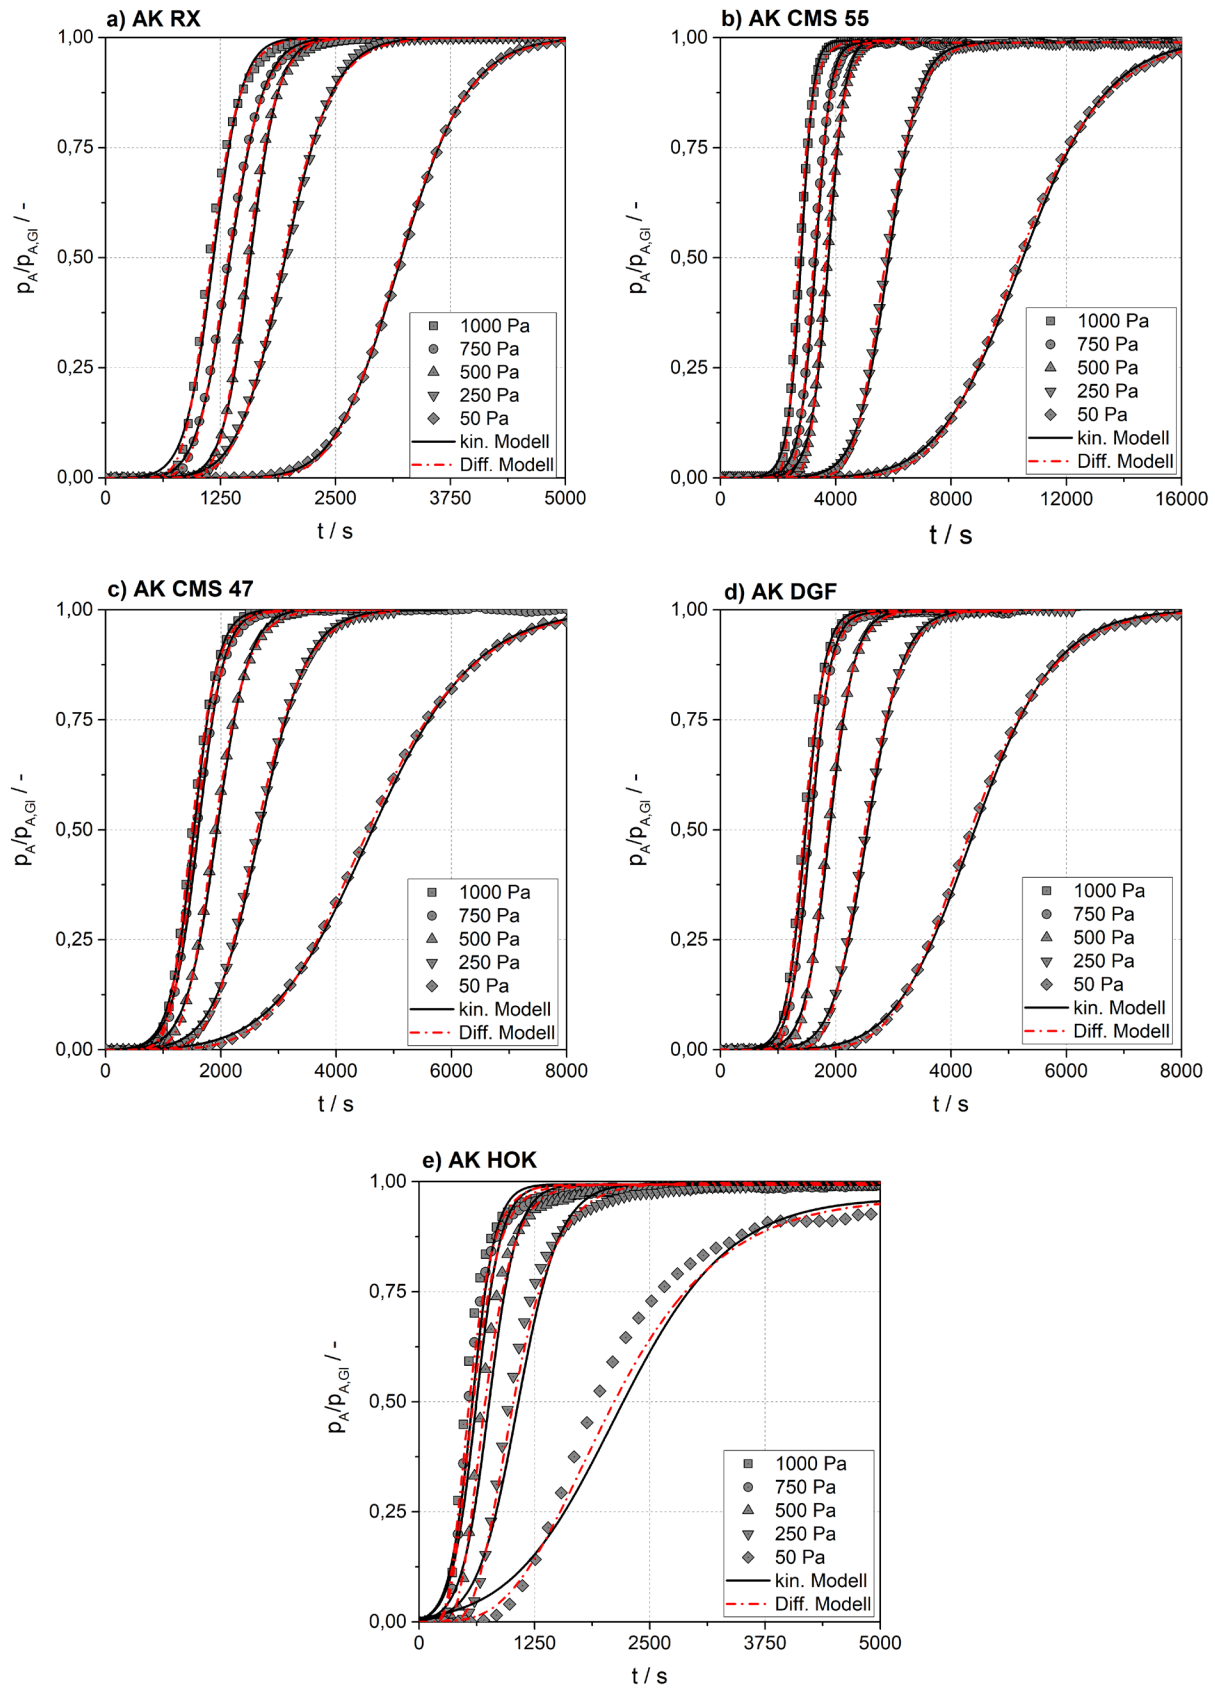 a) AK RX
1,00
0,75
0,50
0,25
0,00
p_A/p_A,Gl / -
1000 Pa
750 Pa
500 Pa
250 Pa
50 Pa
kin. Modell
Diff. Modell
0 1250 2500 3750 5000
t / s
b) AK CMS 55
1,00
0,75
0,50
0,25
0,00
p_A/p_A,Gl / -
1000 Pa
750 Pa
500 Pa
250 Pa
50 Pa
kin. Modell
Diff. Modell
0 4000 8000 12000 16000
t / s
c) AK CMS 47
1,00
0,75
0,50
0,25
0,00
p_A/p_A,Gl / -
1000 Pa
750 Pa
500 Pa
250 Pa
50 Pa
kin. Modell
Diff. Modell
0 2000 4000 6000 8000
t / s
d) AK DGF
1,00
0,75
0,50
0,25
0,00
p_A/p_A,Gl / -
1000 Pa
750 Pa
500 Pa
250 Pa
50 Pa
kin. Modell
Diff. Modell
0 2000 4000 6000 8000
t / s
e) AK HOK
1,00
0,75
0,50
0,25
0,00
p_A/p_A,Gl / -
1000 Pa
750 Pa
500 Pa
250 Pa
50 Pa
kin. Modell
Diff. Modell
0 1250 2500 3750 5000
t / s